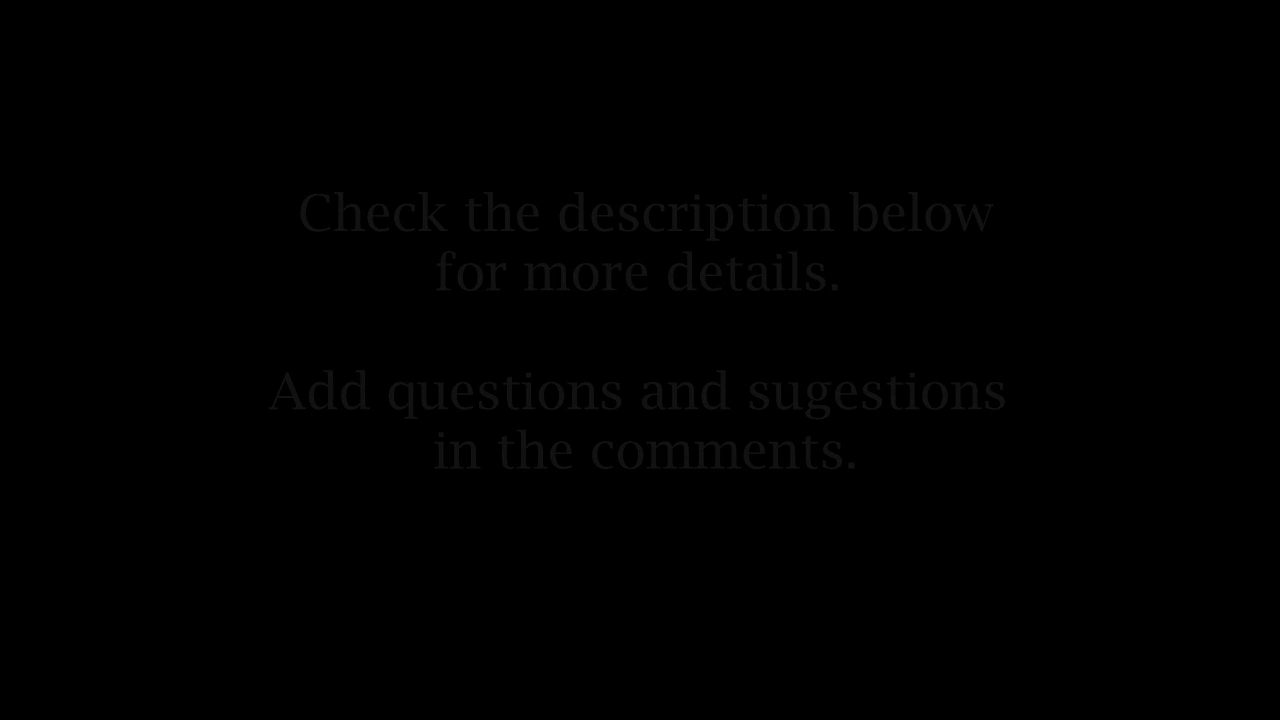 Check the description below
for more details.
Add questions and sugestions
in the comments.